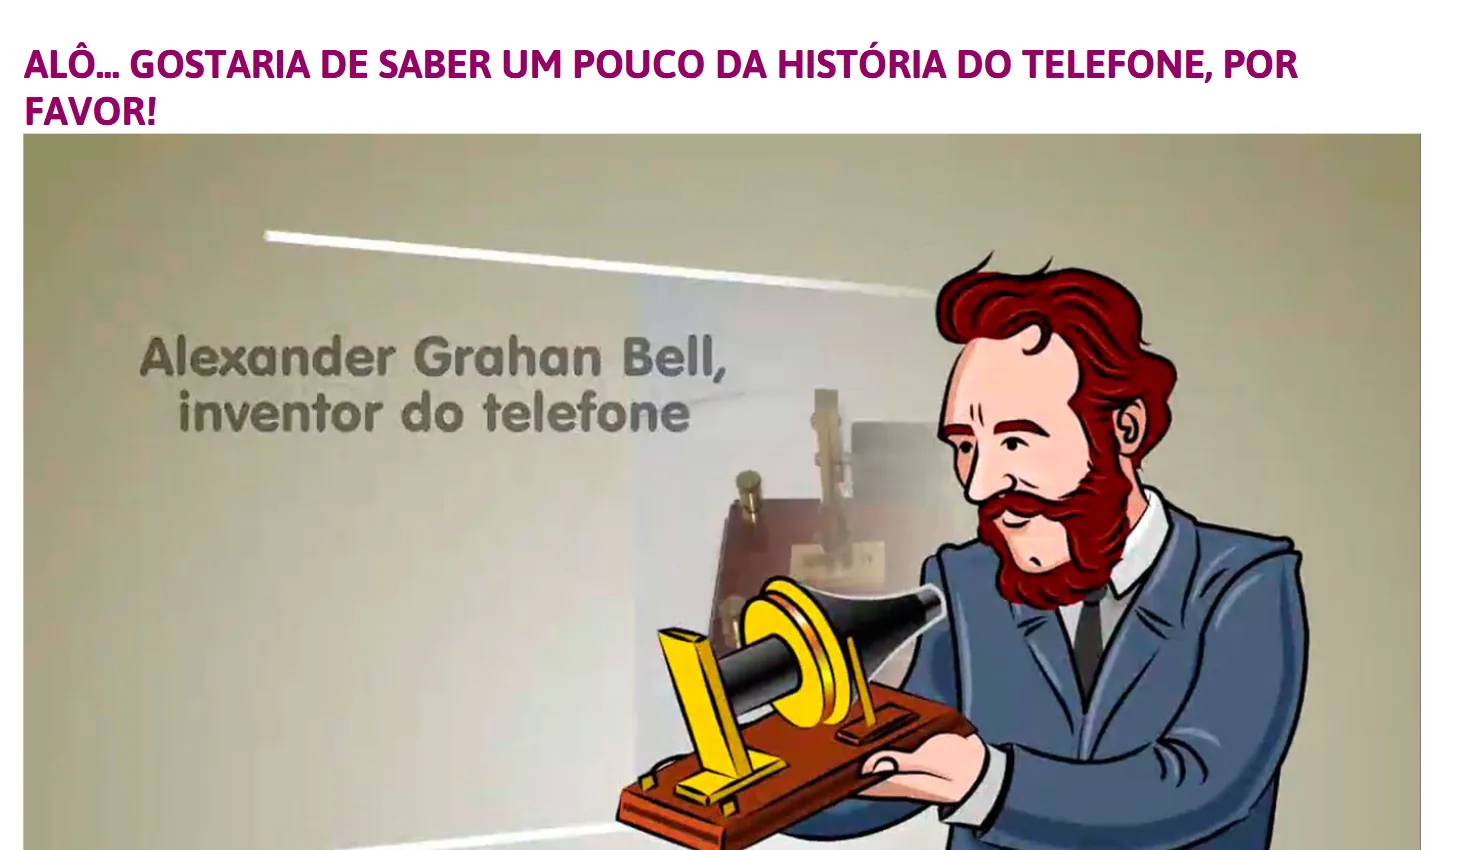 ALÔ... GOSTARIA DE SABER UM POUCO DA HISTÓRIA DO TELEFONE, POR
FAVOR!
Alexander Grahan Bell,
inventor do telefone